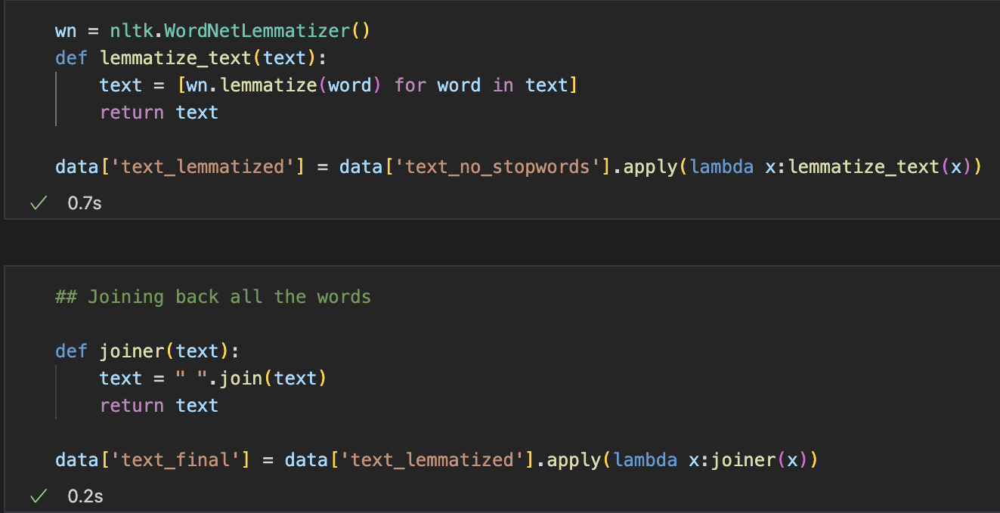 wn = nltk.WordNetLemmatizer()
def lemmatize_text(text):
    text = [wn.lemmatize(word) for word in text]
    return text
data['text_lemmatized'] = data['text_no_stopwords'].apply(lambda x:lemmatize_text(x))
✓ 0.7s
## Joining back all the words
def joiner(text):
    text = " ".join(text)
    return text
data['text_final'] = data['text_lemmatized'].apply(lambda x:joiner(x))
✓ 0.2s